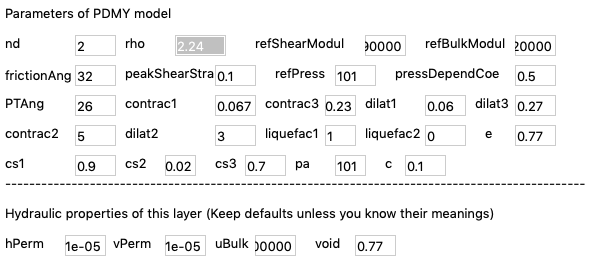 Parameters of PDMY model
nd 2 rho 2.24 refShearModul 0000 refBulkModul 20000
frictionAng 32 peakShearStra 0.1 refPress 101 pressDependCoe 0.5
PTAng 26 contrac1 0.067 contrac3 0.23 dilat1 0.06 dilat3 0.27
contrac2 5 dilat2 3 liquefac1 1 liquefac2 0 e 0.77
cs1 0.9 cs2 0.02 cs3 0.7 pa 101 c 0.1
Hydraulic properties of this layer (Keep defaults unless you know their meanings)
hPerm 1e-05 vPerm 1e-05 uBulk 00000 void 0.77